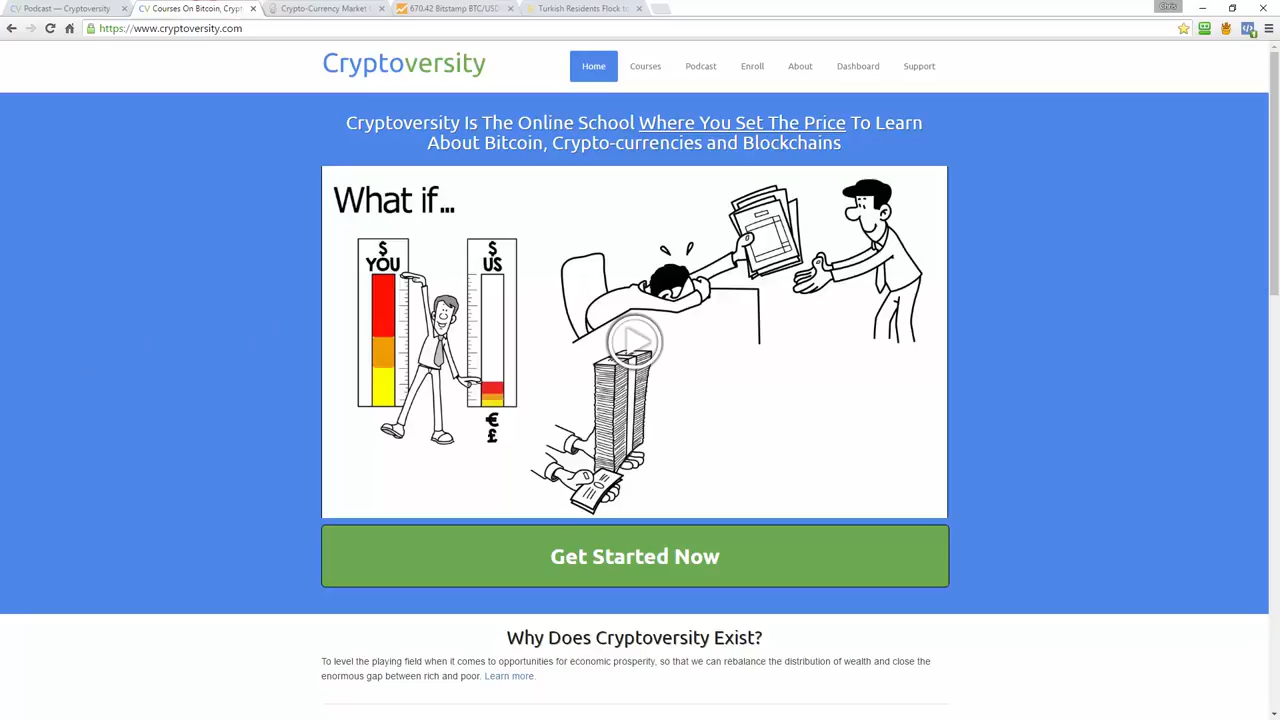 CV Podcast — Cryptoversity
CV Courses On Bitcoin, Crypt
Crypto-Currency Market
670.42 Bitstamp BTC/USD
Turkish Residents Flock to
Chris
https://www.cryptoversity.com
Cryptoversity
Home
Courses
Podcast
Enroll
About
Dashboard
Support
Cryptoversity Is The Online School Where You Set The Price To Learn
About Bitcoin, Crypto-currencies and Blockchains
What if...
$
YOU
$
US
€
£
Get Started Now
Why Does Cryptoversity Exist?
To level the playing field when it comes to opportunities for economic prosperity, so that we can rebalance the distribution of wealth and close the
enormous gap between rich and poor. Learn more.